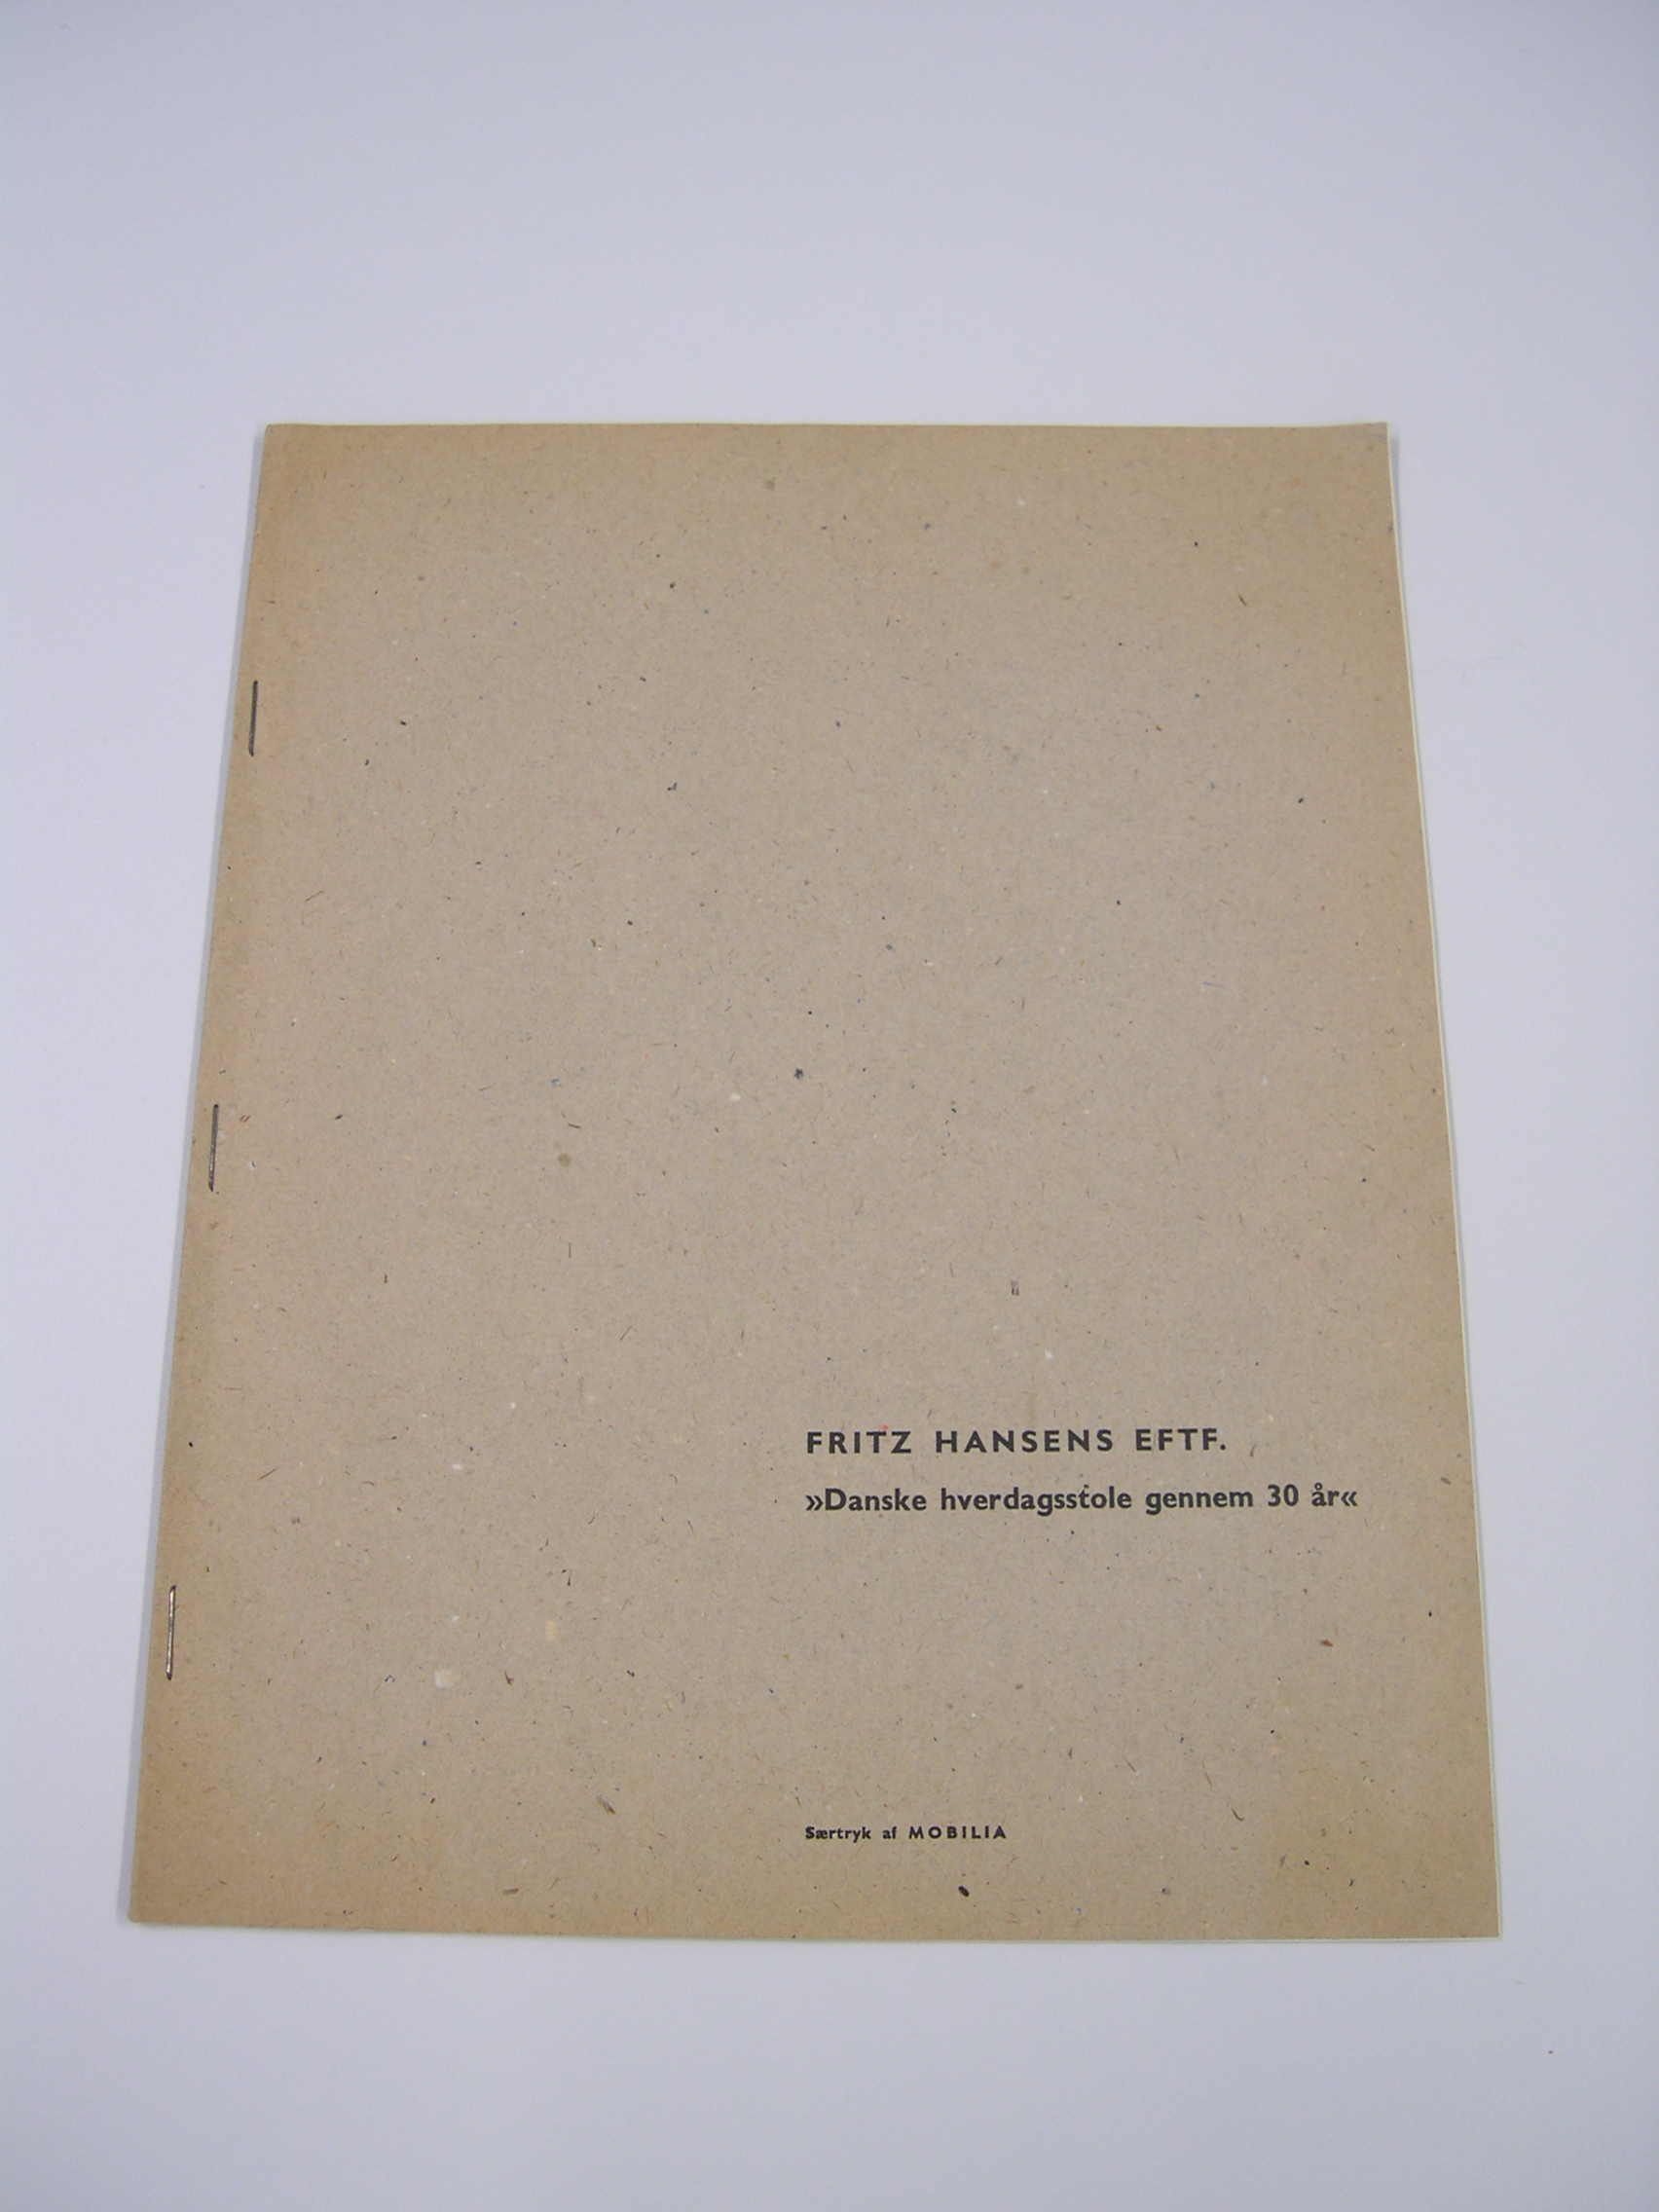 FRITZ HANSENS EFTF.
»Danske hverdagsstole gennem 30 år«
Særtryk af MOBILIA